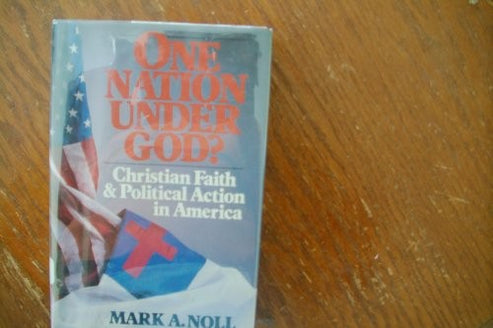 ONE
NATION
UNDER
GOD?
Christian Faith
& Political Action
in America
MARK A. NOLL